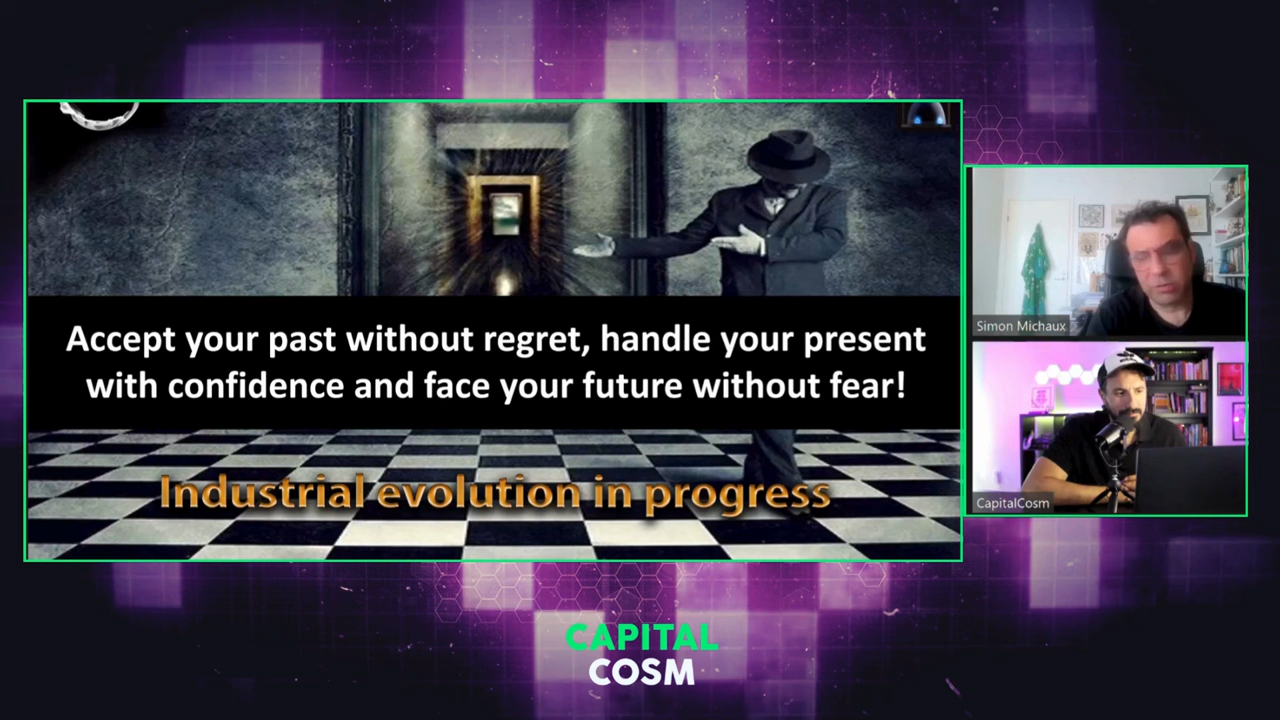 Accept your past without regret, handle your present
with confidence and face your future without fear!
Industrial evolution in progress
Simon Michaux
CapitalCosm
CAPITAL
COSM